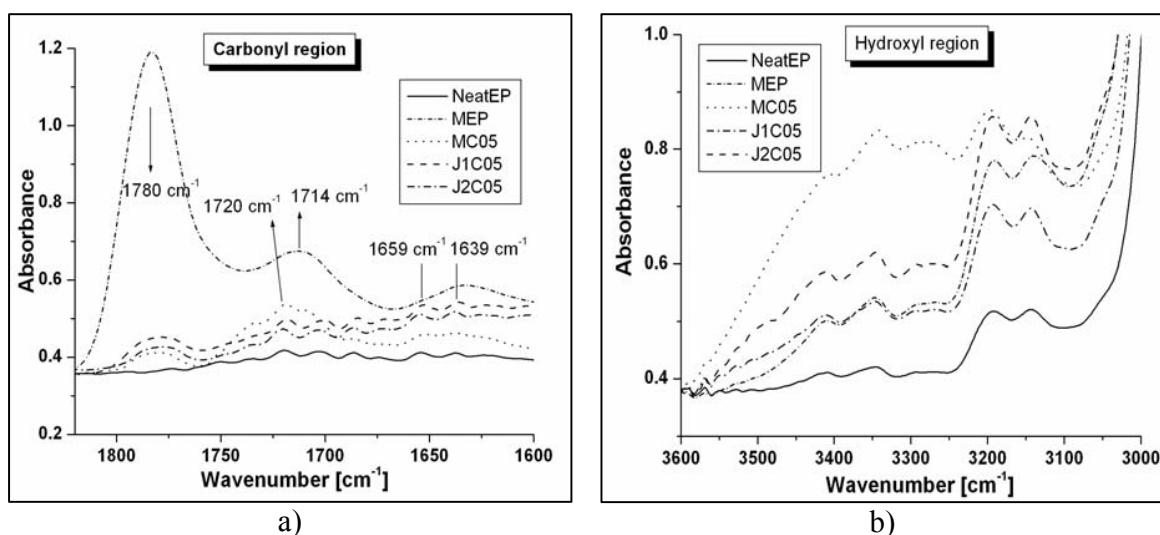 Carbonyl region
NeatEP
MEP
MC05
J1C05
J2C05
1780 cm⁻¹
1720 cm⁻¹
1714 cm⁻¹
1659 cm⁻¹
1639 cm⁻¹
Absorbance
1.2
1.0
0.8
0.6
0.4
0.2
1800 1750 1700 1650 1600
Wavenumber [cm⁻¹]
a)
Hydroxyl region
NeatEP
MEP
MC05
J1C05
J2C05
Absorbance
1.0
0.8
0.6
0.4
3600 3500 3400 3300 3200 3100 3000
Wavenumber [cm⁻¹]
b)